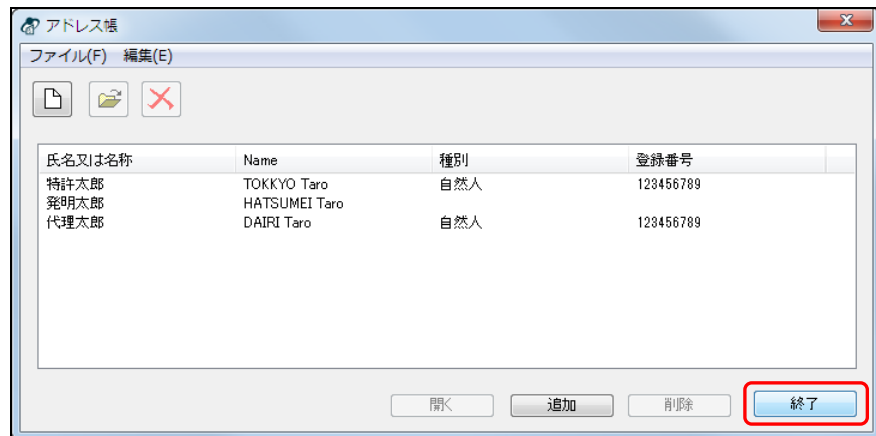 アドレス帳
ファイル(F) 編集(E)
氏名又は名称 Name 種別 登録番号
特許太郎 TOKKYO Taro 自然人 123456789
発明太郎 HATSUMEI Taro
代理太郎 DAIRI Taro 自然人 123456789
開く 追加 削除 終了